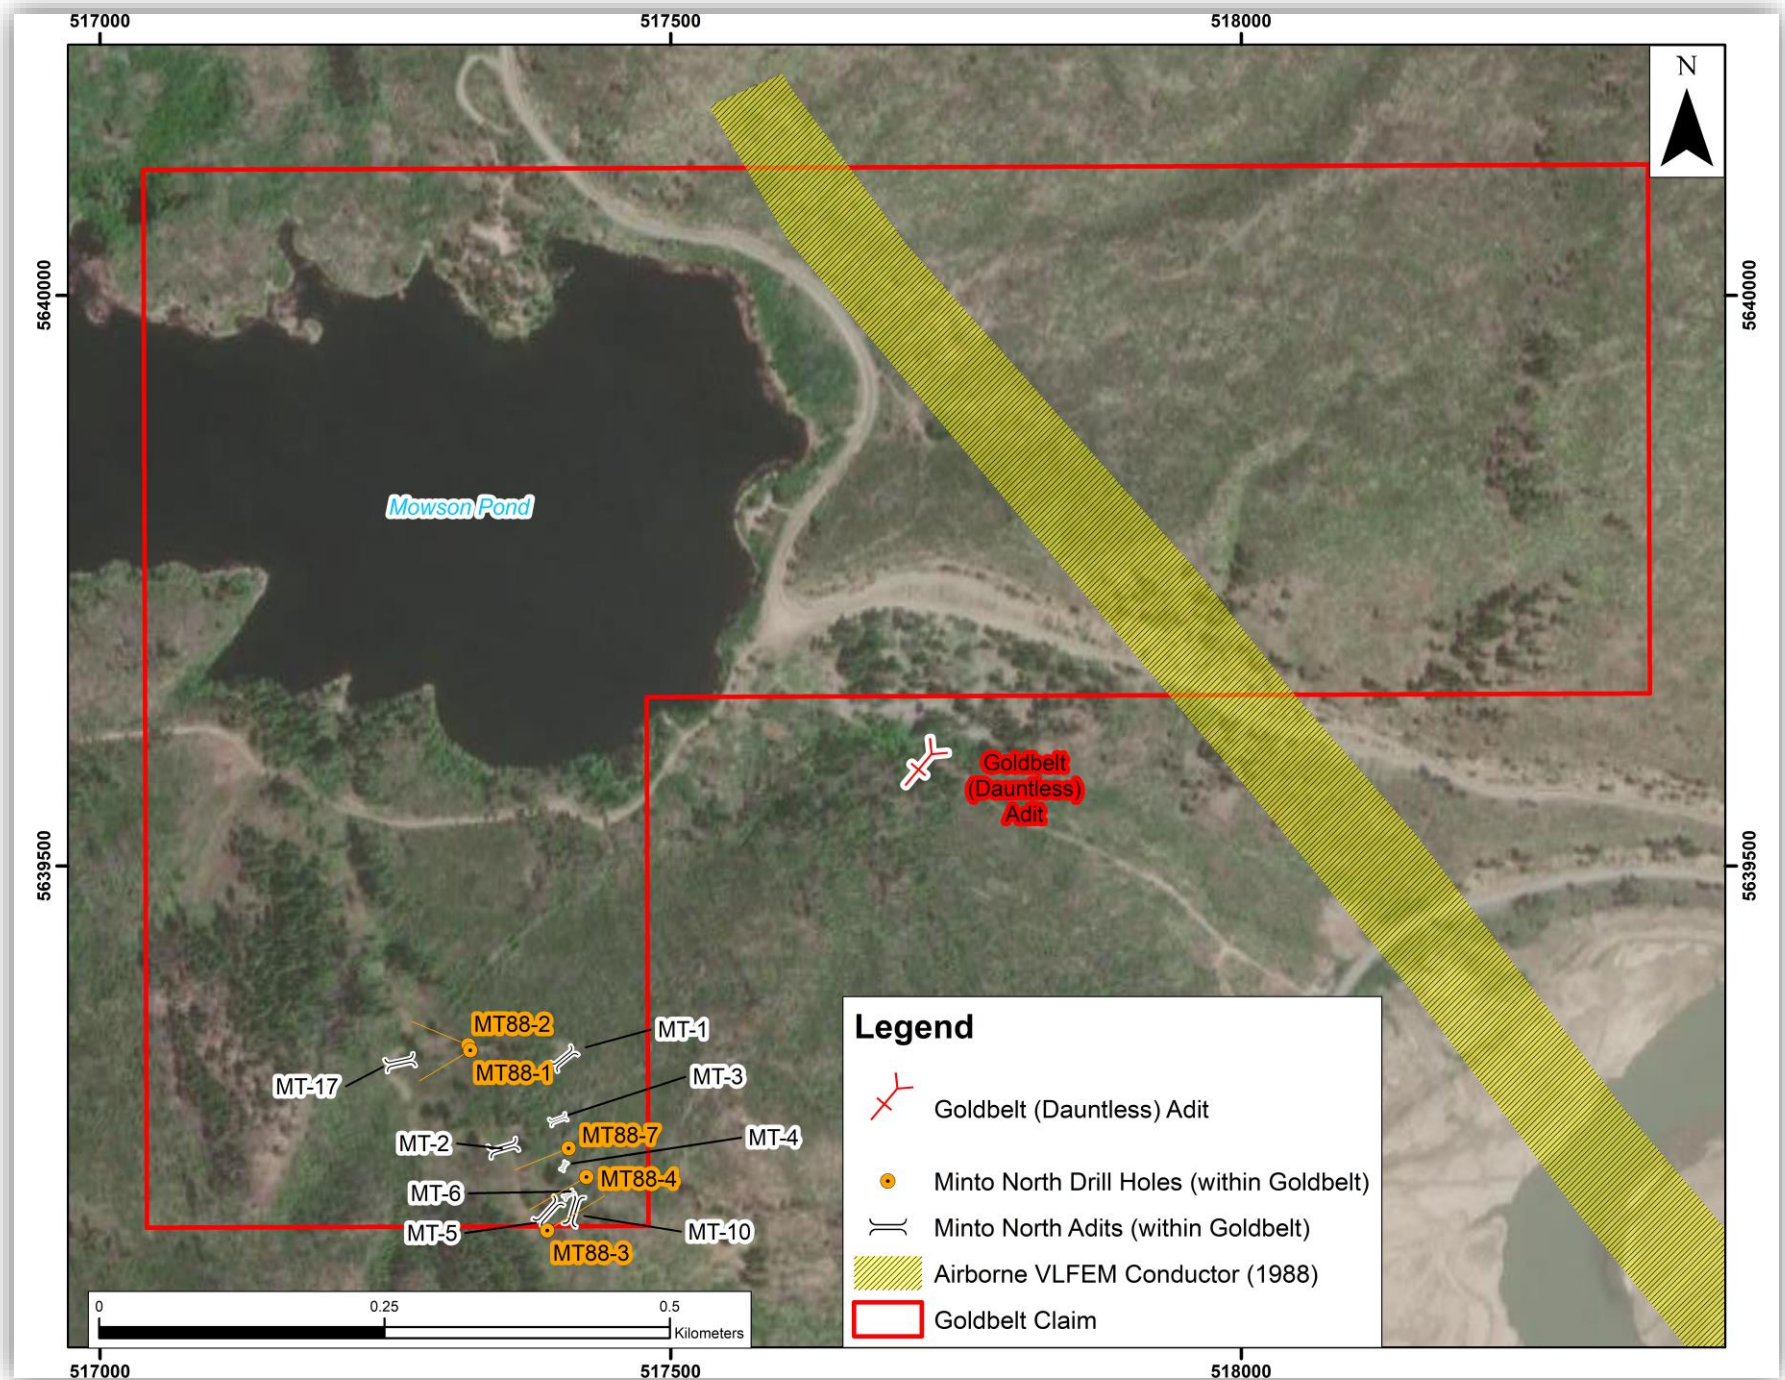 517000
517500
518000
N
5640000
5640000
Mowson Pond
Goldbelt
(Dauntless)
Adit
5639500
5639500
MT88-2
MT-1
MT88-1
MT-17
MT-3
MT88-7
MT-4
MT-2
MT88-4
MT-6
MT-5
MT-10
MT88-3
Legend
Goldbelt (Dauntless) Adit
Minto North Drill Holes (within Goldbelt)
Minto North Adits (within Goldbelt)
Airborne VLFEM Conductor (1988)
Goldbelt Claim
0
0.25
0.5
Kilometers
517000
517500
518000